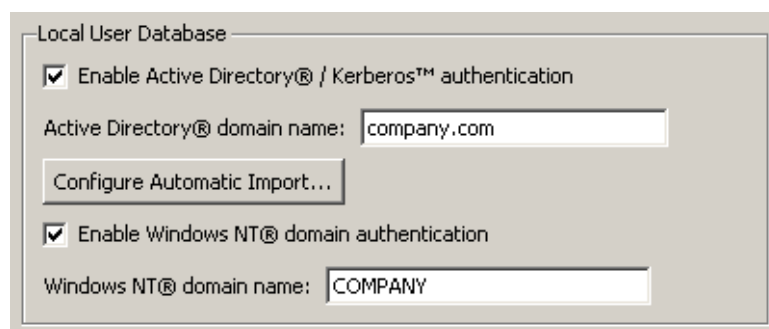 Local User Database
Enable Active Directory® / Kerberos™ authentication
Active Directory® domain name: company.com
Configure Automatic Import...
Enable Windows NT® domain authentication
Windows NT® domain name: COMPANY